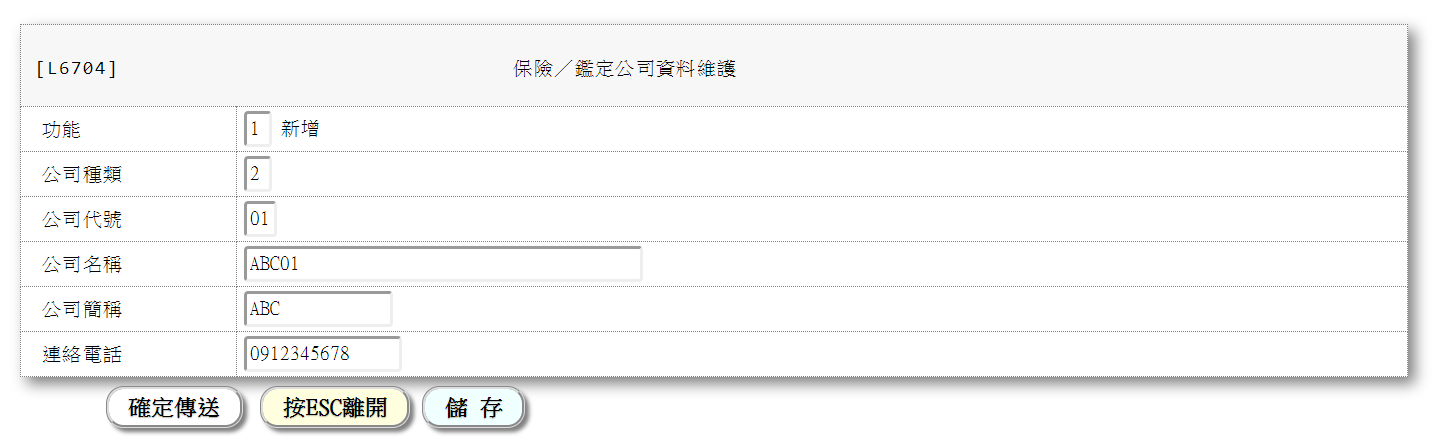 [L6704] 保險／鑑定公司資料維護
功能 1 新增
公司種類 2
公司代號 01
公司名稱 ABC01
公司簡稱 ABC
連絡電話 0912345678
確定傳送 按ESC離開 儲 存